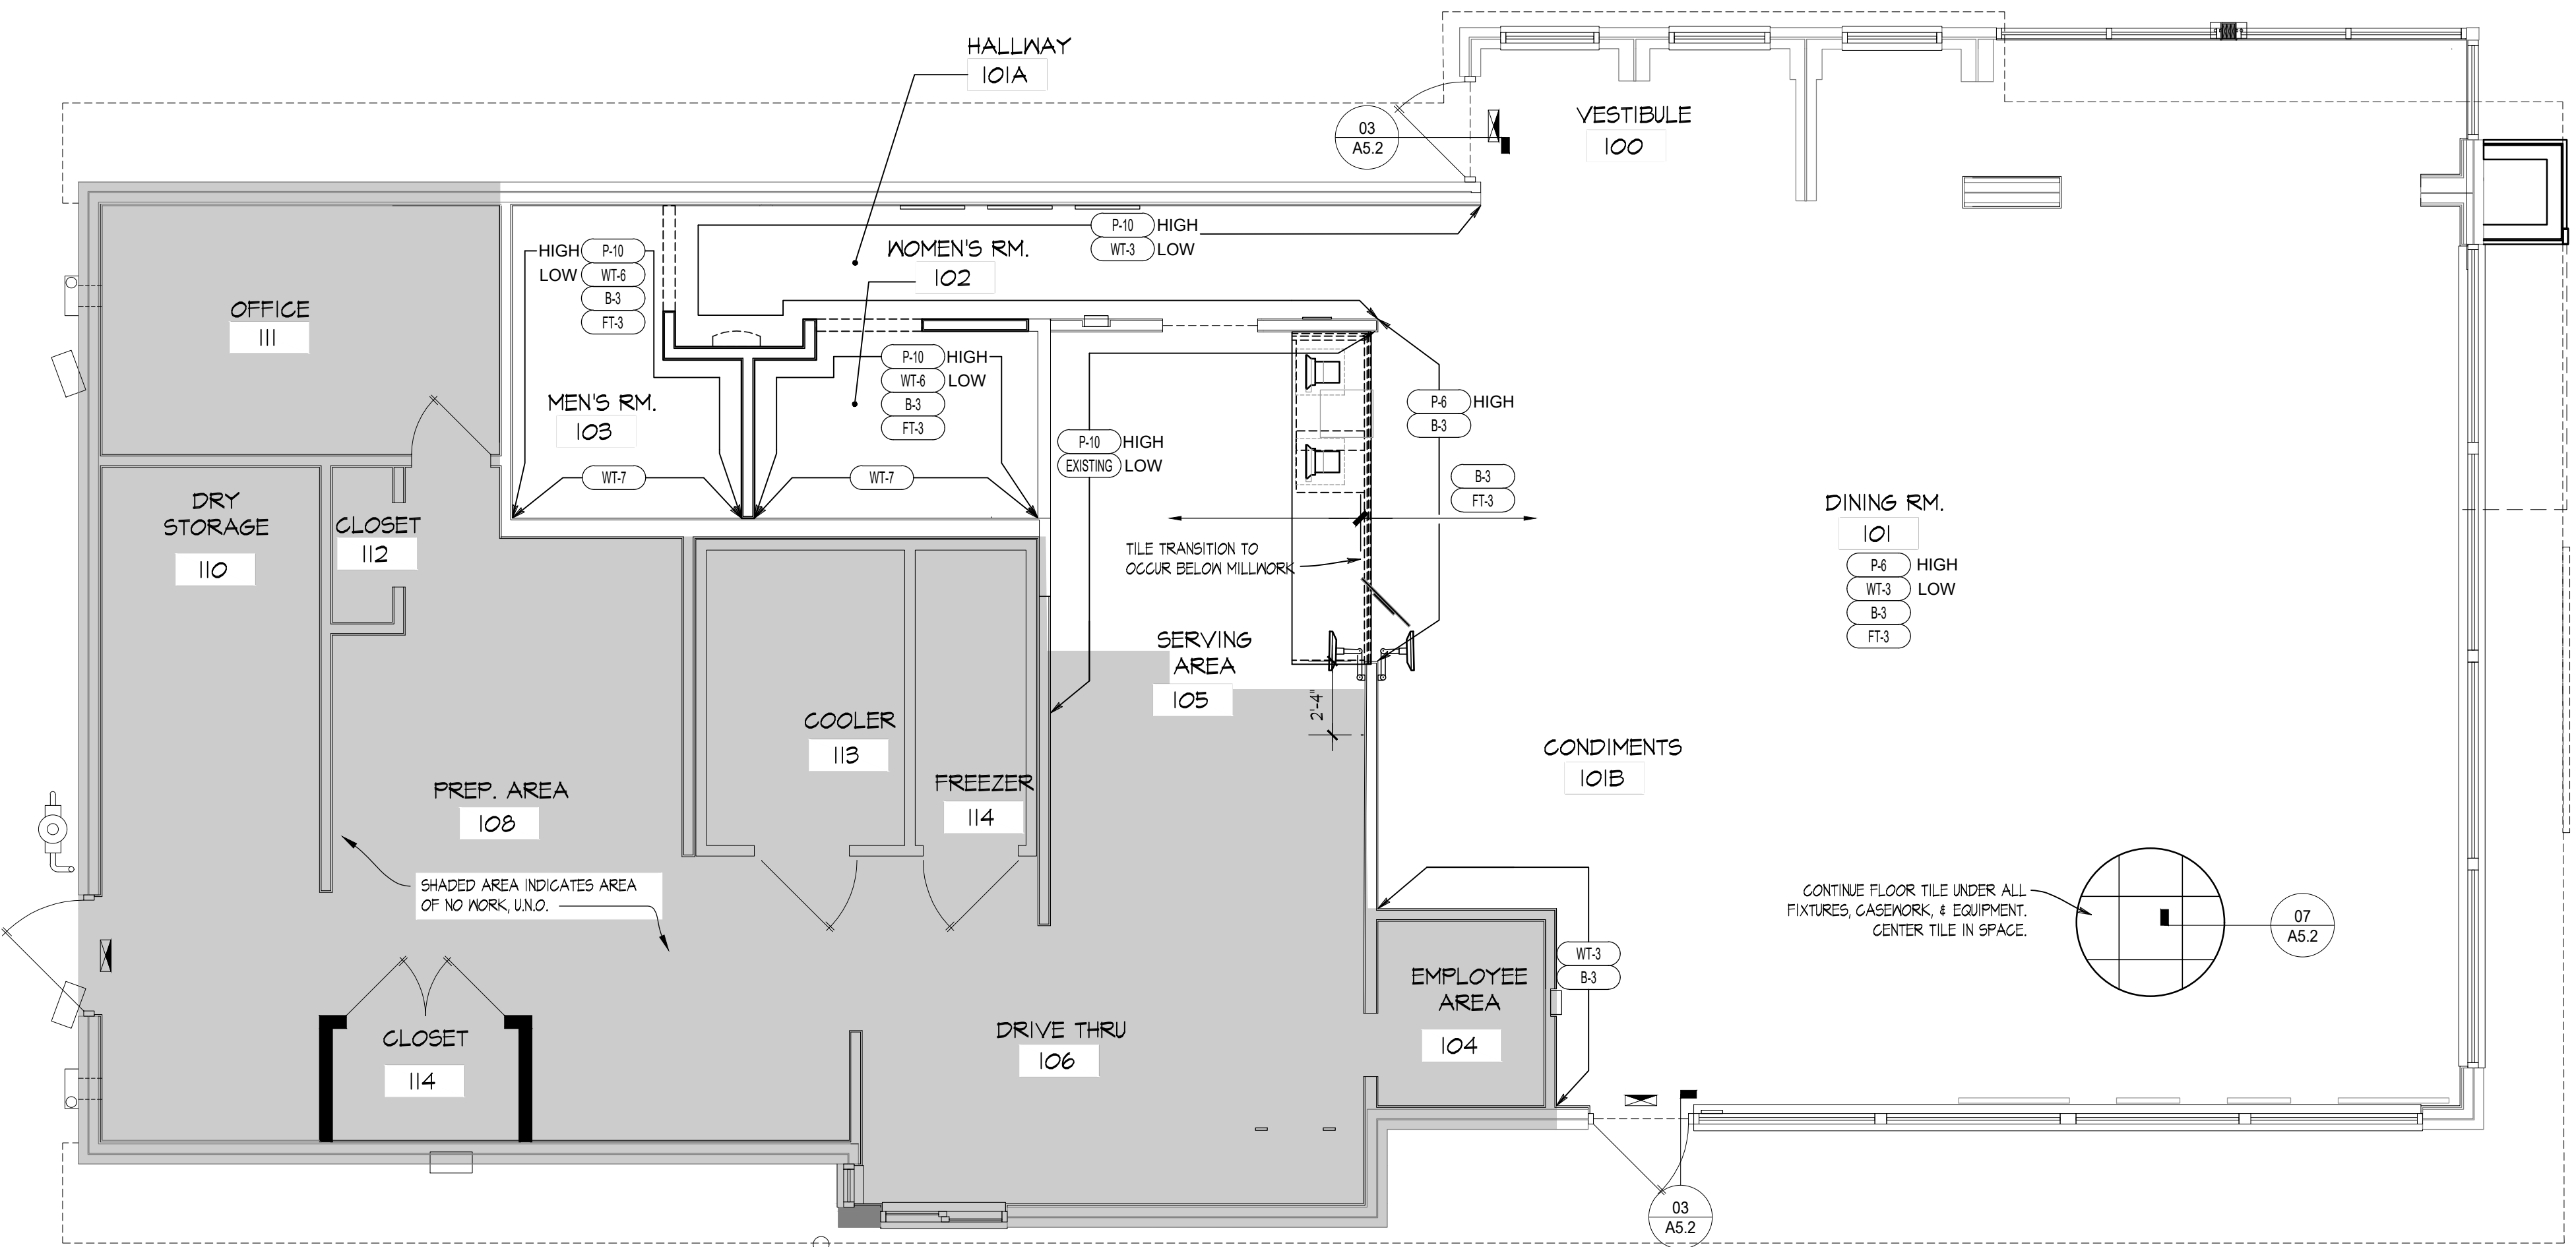 HALLWAY
101A
VESTIBULE
100
03
A5.2
P-10 HIGH
WT-3 LOW
WOMEN'S RM.
102
HIGH P-10
LOW WT-6
B-3
FT-3
OFFICE
111
P-10 HIGH
WT-6 LOW
B-3
FT-3
MEN'S RM.
103
P-6 HIGH
B-3
P-10 HIGH
EXISTING LOW
WT-7
WT-7
B-3
FT-3
DRY
STORAGE
110
CLOSET
112
TILE TRANSITION TO
OCCUR BELOW MILLWORK
DINING RM.
101
P-6 HIGH
WT-3 LOW
B-3
FT-3
SERVING
AREA
105
2'-4"
COOLER
113
CONDIMENTS
101B
PREP. AREA
108
FREEZER
114
SHADED AREA INDICATES AREA
OF NO WORK, U.N.O.
CONTINUE FLOOR TILE UNDER ALL
FIXTURES, CASEWORK, & EQUIPMENT.
CENTER TILE IN SPACE.
07
A5.2
WT-3
B-3
EMPLOYEE
AREA
104
CLOSET
114
DRIVE THRU
106
03
A5.2